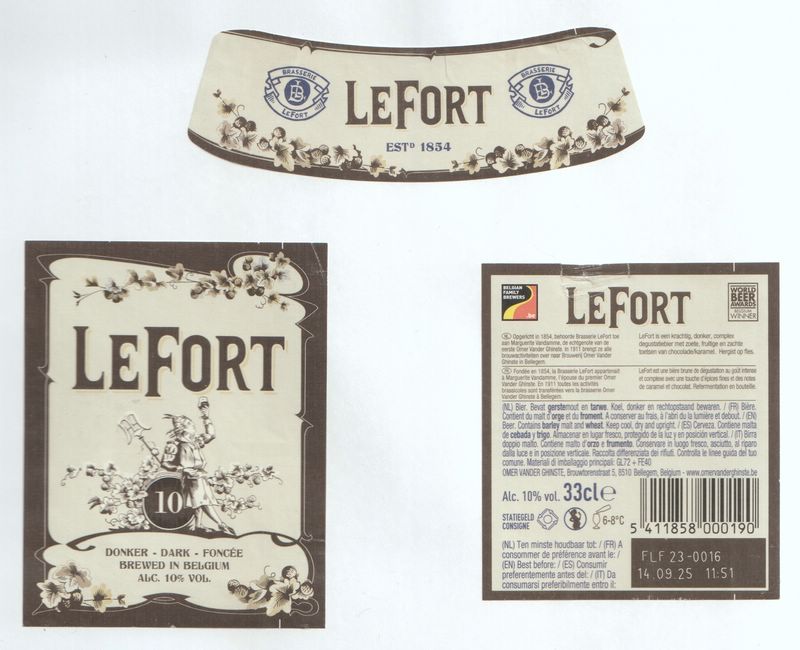 BRASSERIE
LEFORT
LEFORT
BRASSERIE
LEFORT
ESTD 1854
LEFORT
10
DONKER - DARK - FONCÉE
BREWED IN BELGIUM
ALC. 10% VOL.
BELGIAN
FAMILY
BREWERS
.be
LEFORT
WORLD
BEER
AWARDS
BELGIUM
WINNER
NL Opgericht in 1854, behoorde Brasserie LeFort toe
aan Marguerite Vandamme, de echtgenote van de
eerste Omer Vander Ghinste. In 1911 brengt ze alle
brouwactiviteiten over naar Brouwerij Omer Vander
Ghinste in Bellegem.
LeFort is een krachtig, donker, complex
degustatiebier met zoete, fruitige en zachte
toetsen van chocolade/karamel. Hergist op fles.
FR Fondée en 1854, la Brasserie LeFort appartenait
à Marguerite Vandamme, l'épouse du premier Omer
Vander Ghinste. En 1911 toutes les activités
brassicoles sont transférées vers la Brasserie Omer
Vander Ghinste à Bellegem.
LeFort est une bière brune de dégustation au goût intense
et complexe avec une touche d'épices fines et des notes
de caramel et chocolat. Refermentation en bouteille.
(NL) Bier. Bevat gerstemout en tarwe. Koel, donker en rechtopstaand bewaren. / (FR) Bière.
Contient du malt d'orge et du froment. A conserver au frais, à l'abri de la lumière et debout. / (EN)
Beer. Contains barley malt and wheat. Keep cool, dry and upright. / (ES) Cerveza. Contiene malta
de cebada y trigo. Almacenar en lugar fresco, protegido de la luz y en posición vertical. / (IT) Birra
doppio malto. Contiene malto d'orzo e frumento. Conservare in luogo fresco, asciutto, al riparo
dalla luce e in posizione verticale. Raccolta differenziata dei rifiuti. Controlla le linee guida del tuo
comune. Materiali di imballaggio principali: GL72 + FE40
OMER VANDER GHINSTE, Brouwtorenstraat 5, 8510 Bellegem, Belgium - www.omervanderghinste.be
Alc. 10% vol. 33cl e
STATIEGELD
CONSIGNE
6-8°C
5 411858 000190
(NL) Ten minste houdbaar tot: / (FR) A
consommer de préférence avant le: /
(EN) Best before: / (ES) Consumir
preferentemente antes del: / (IT) Da
consumarsi preferibilmente entro il:
FLF 23-0016
14.09.25 11:51